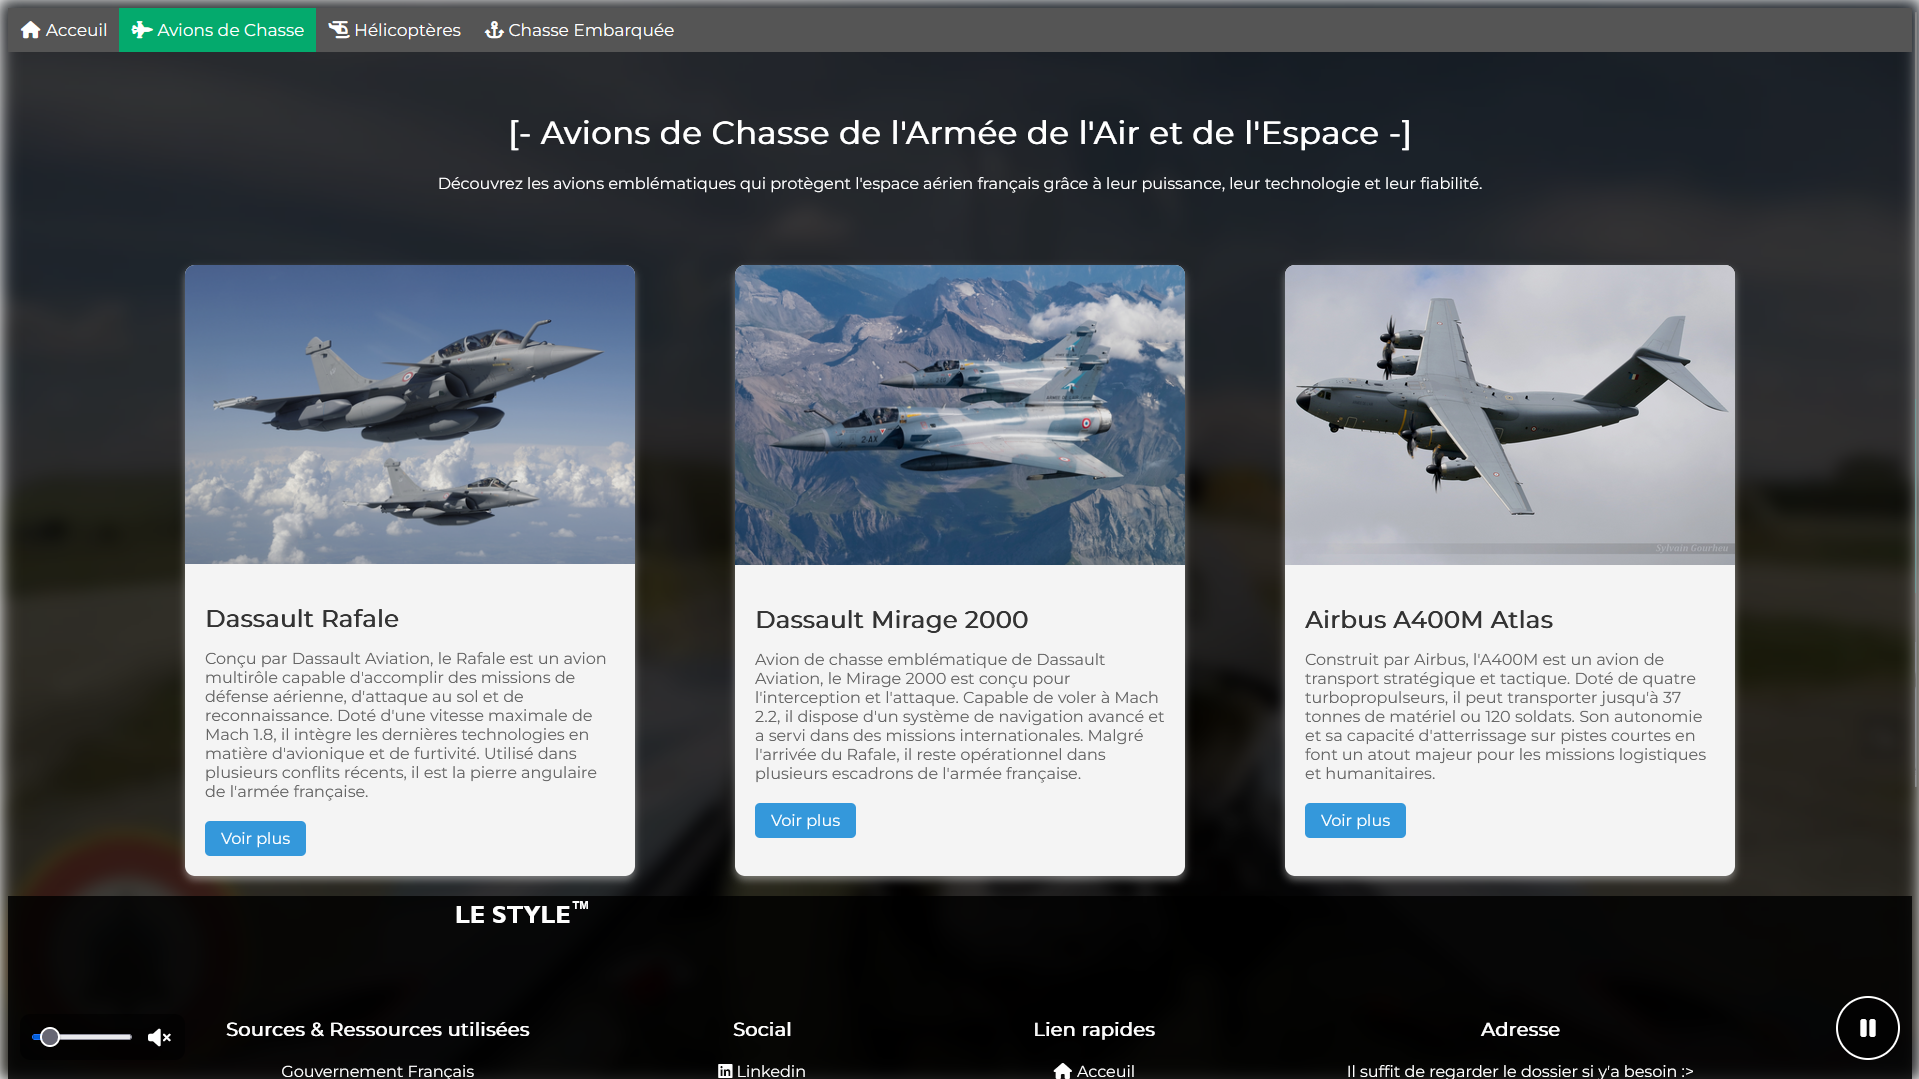 Acceuil Avions de Chasse Hélicoptères Chasse Embarquée
[- Avions de Chasse de l'Armée de l'Air et de l'Espace -]
Découvrez les avions emblématiques qui protègent l'espace aérien français grâce à leur puissance, leur technologie et leur fiabilité.
2-AX
Sylvain Gourheu
Dassault Rafale
Conçu par Dassault Aviation, le Rafale est un avion
multirôle capable d'accomplir des missions de
défense aérienne, d'attaque au sol et de
reconnaissance. Doté d'une vitesse maximale de
Mach 1.8, il intègre les dernières technologies en
matière d'avionique et de furtivité. Utilisé dans
plusieurs conflits récents, il est la pierre angulaire
de l'armée française.
Voir plus
Dassault Mirage 2000
Avion de chasse emblématique de Dassault
Aviation, le Mirage 2000 est conçu pour
l'interception et l'attaque. Capable de voler à Mach
2.2, il dispose d'un système de navigation avancé et
a servi dans des missions internationales. Malgré
l'arrivée du Rafale, il reste opérationnel dans
plusieurs escadrons de l'armée française.
Voir plus
Airbus A400M Atlas
Construit par Airbus, l'A400M est un avion de
transport stratégique et tactique. Doté de quatre
turbopropulseurs, il peut transporter jusqu'à 37
tonnes de matériel ou 120 soldats. Son autonomie
et sa capacité d'atterrissage sur pistes courtes en
font un atout majeur pour les missions logistiques
et humanitaires.
Voir plus
LE STYLE™
Sources & Ressources utilisées
Gouvernement Français
Social
Linkedin
Lien rapides
Acceuil
Adresse
Il suffit de regarder le dossier si y'a besoin :>